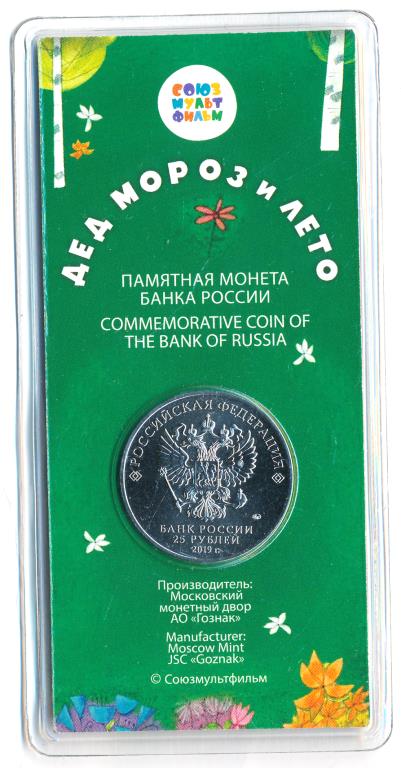 СОЮЗ
МУЛЬТ
ФИЛЬМ
ДЕД МОРОЗ И ЛЕТО
ПАМЯТНАЯ МОНЕТА
БАНКА РОССИИ
COMMEMORATIVE COIN OF
THE BANK OF RUSSIA
РОССИЙСКАЯ ФЕДЕРАЦИЯ
БАНК РОССИИ
25 РУБЛЕЙ
2019 г.
Производитель:
Московский
монетный двор
АО «Гознак»
Manufacturer:
Moscow Mint
JSC «Goznak»
© Союзмультфильм